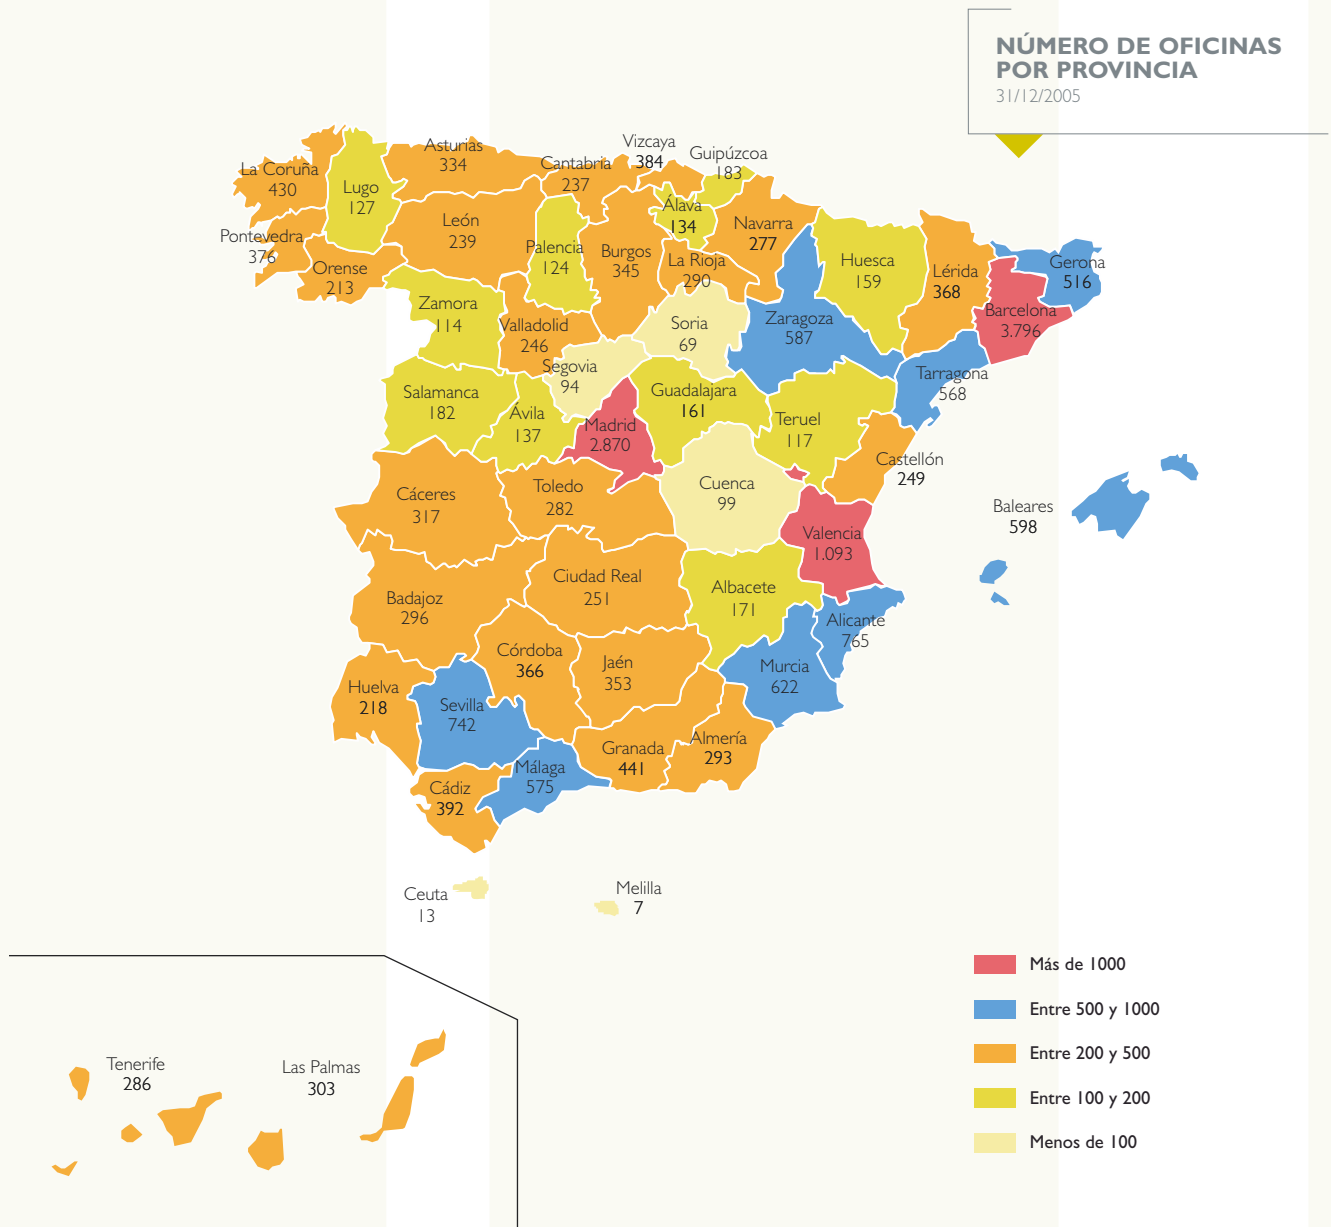 NÚMERO DE OFICINAS
POR PROVINCIA
31/12/2005
La Coruña
430
Lugo
127
Asturias
334
Cantabria
237
Vizcaya
384
Guipúzcoa
183
Álava
134
Navarra
277
Pontevedra
376
Orense
213
León
239
Palencia
124
Burgos
345
La Rioja
290
Huesca
159
Lérida
368
Gerona
516
Barcelona
3.796
Zamora
114
Valladolid
246
Soria
69
Zaragoza
587
Segovia
94
Tarragona
568
Salamanca
182
Ávila
137
Madrid
2.870
Guadalajara
161
Teruel
117
Castellón
249
Cáceres
317
Toledo
282
Cuenca
99
Valencia
1.093
Baleares
598
Badajoz
296
Ciudad Real
251
Albacete
171
Alicante
765
Huelva
218
Sevilla
742
Córdoba
366
Jaén
353
Murcia
622
Granada
441
Almería
293
Cádiz
392
Málaga
575
Ceuta
13
Melilla
7
Tenerife
286
Las Palmas
303
Más de 1000
Entre 500 y 1000
Entre 200 y 500
Entre 100 y 200
Menos de 100